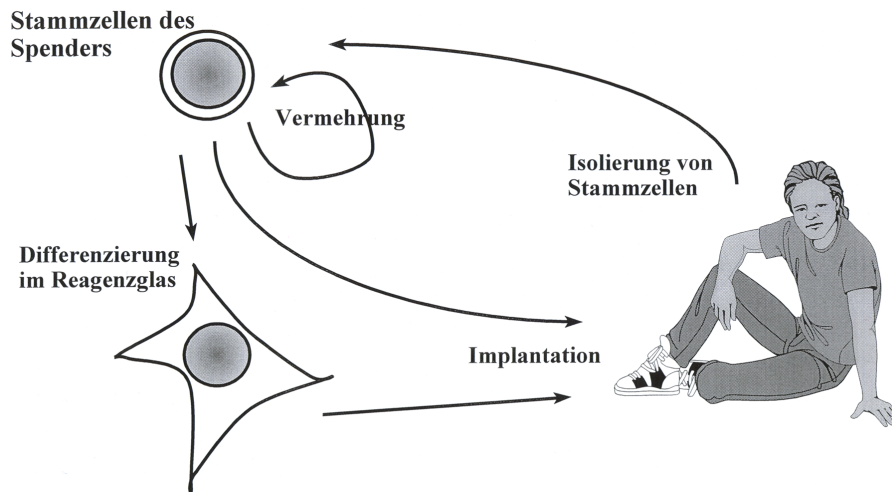 Stammzellen des
Spenders
Vermehrung
Isolierung von
Stammzellen
Differenzierung
im Reagenzglas
Implantation